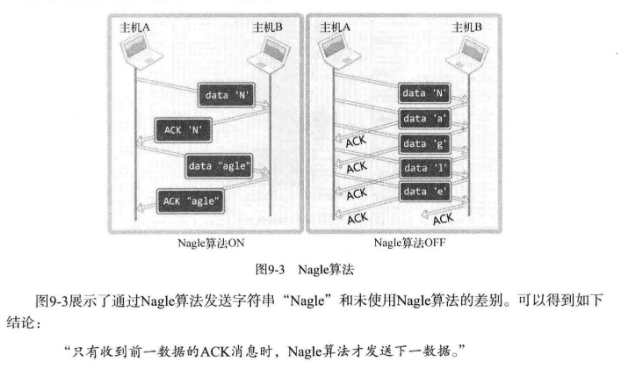 主机A 主机B 主机A 主机B
data 'N'
ACK 'N'
data "agle"
ACK "agle"
data 'N'
data 'a'
ACK
data 'g'
ACK
data 'l'
ACK
data 'e'
ACK ACK
Nagle算法ON Nagle算法OFF
图9-3 Nagle算法
图9-3展示了通过Nagle算法发送字符串“Nagle”和未使用Nagle算法的差别。可以得到如下
结论：
“只有收到前一数据的ACK消息时，Nagle算法才发送下一数据。”